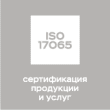 ISO
17065
сертификация
продукции
и услуг